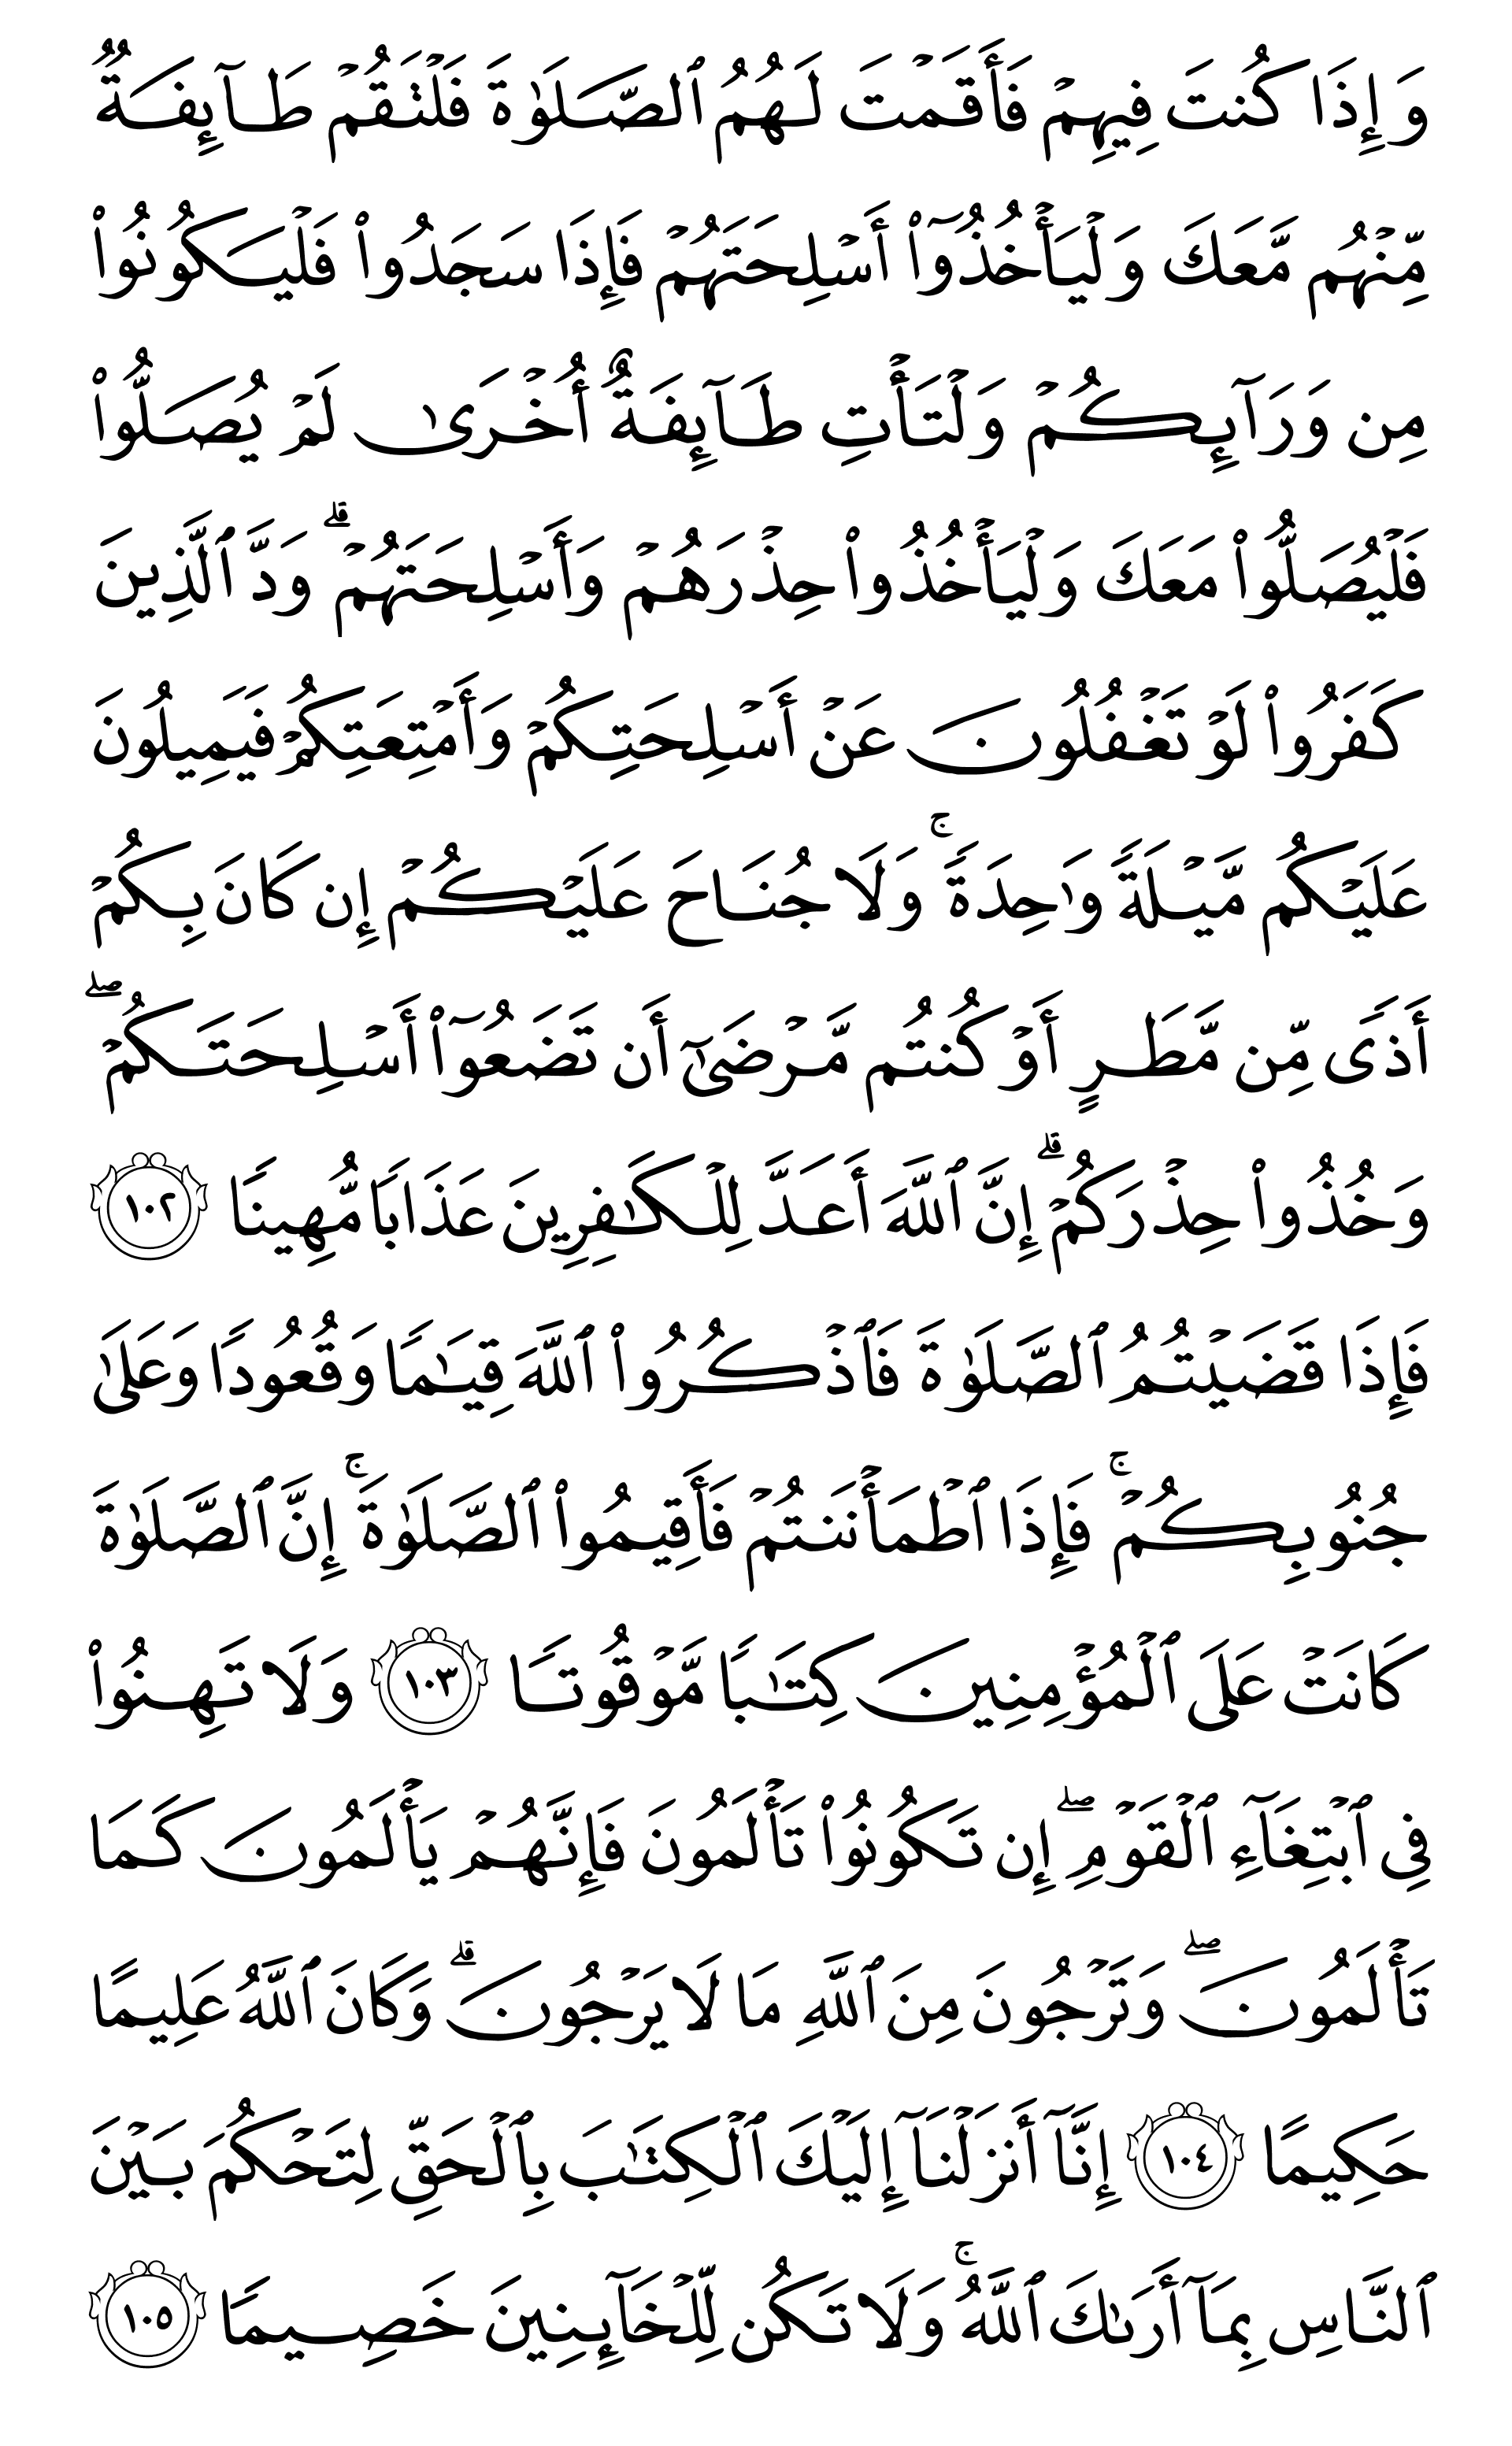 وَإِذَا كُنتَ فِيهِمۡ فَأَقَمۡتَ لَهُمُ ٱلصَّلَوٰةَ فَلۡتَقُمۡ طَآئِفَةٌ
مِّنۡهُم مَّعَكَ وَلۡيَأۡخُذُوٓاْ أَسۡلِحَتَهُمۡ فَإِذَا سَجَدُواْ فَلۡيَكُونُواْ
مِن وَرَآئِكُمۡ وَلۡتَأۡتِ طَآئِفَةٌ أُخۡرَىٰ لَمۡ يُصَلُّواْ
فَلۡيُصَلُّواْ مَعَكَ وَلۡيَأۡخُذُواْ حِذۡرَهُمۡ وَأَسۡلِحَتَهُمۡۗ وَدَّ ٱلَّذِينَ
كَفَرُواْ لَوۡ تَغۡفُلُونَ عَنۡ أَسۡلِحَتِكُمۡ وَأَمۡتِعَتِكُمۡ فَيَمِيلُونَ
عَلَيۡكُم مَّيۡلَةٗ وَٰحِدَةٗۚ وَلَا جُنَاحَ عَلَيۡكُمۡ إِن كَانَ بِكُمۡ
أَذٗى مِّن مَّطَرٍ أَوۡ كُنتُم مَّرۡضَىٰٓ أَن تَضَعُوٓاْ أَسۡلِحَتَكُمۡۖ
وَخُذُواْ حِذۡرَكُمۡۗ إِنَّ ٱللَّهَ أَعَدَّ لِلۡكَٰفِرِينَ عَذَابٗا مُّهِينٗا ١٠٢
فَإِذَا قَضَيۡتُمُ ٱلصَّلَوٰةَ فَٱذۡكُرُواْ ٱللَّهَ قِيَٰمٗا وَقُعُودٗا وَعَلَىٰ
جُنُوبِكُمۡۚ فَإِذَا ٱطۡمَأۡنَنتُمۡ فَأَقِيمُواْ ٱلصَّلَوٰةَۚ إِنَّ ٱلصَّلَوٰةَ
كَانَتۡ عَلَى ٱلۡمُؤۡمِنِينَ كِتَٰبٗا مَّوۡقُوتٗا ١٠٣ وَلَا تَهِنُواْ
فِي ٱبۡتِغَآءِ ٱلۡقَوۡمِۖ إِن تَكُونُواْ تَأۡلَمُونَ فَإِنَّهُمۡ يَأۡلَمُونَ كَمَا
تَأۡلَمُونَۖ وَتَرۡجُونَ مِنَ ٱللَّهِ مَا لَا يَرۡجُونَۗ وَكَانَ ٱللَّهُ عَلِيمًا
حَكِيمًا ١٠٤ إِنَّآ أَنزَلۡنَآ إِلَيۡكَ ٱلۡكِتَٰبَ بِٱلۡحَقِّ لِتَحۡكُمَ بَيۡنَ
ٱلنَّاسِ بِمَآ أَرَىٰكَ ٱللَّهُۚ وَلَا تَكُن لِّلۡخَآئِنِينَ خَصِيمٗا ١٠٥